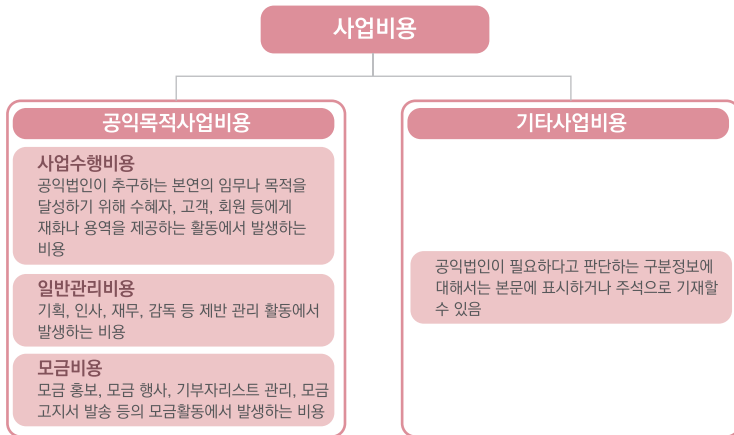 사업비용
공익목적사업비용
사업수행비용
공익법인이 추구하는 본연의 임무나 목적을
달성하기 위해 수혜자, 고객, 회원 등에게
재화나 용역을 제공하는 활동에서 발생하는
비용
일반관리비용
기획, 인사, 재무, 감독 등 제반 관리 활동에서
발생하는 비용
모금비용
모금 홍보, 모금 행사, 기부자리스트 관리, 모금
고지서 발송 등의 모금활동에서 발생하는 비용
기타사업비용
공익법인이 필요하다고 판단하는 구분정보에
대해서는 본문에 표시하거나 주석으로 기재할
수 있음